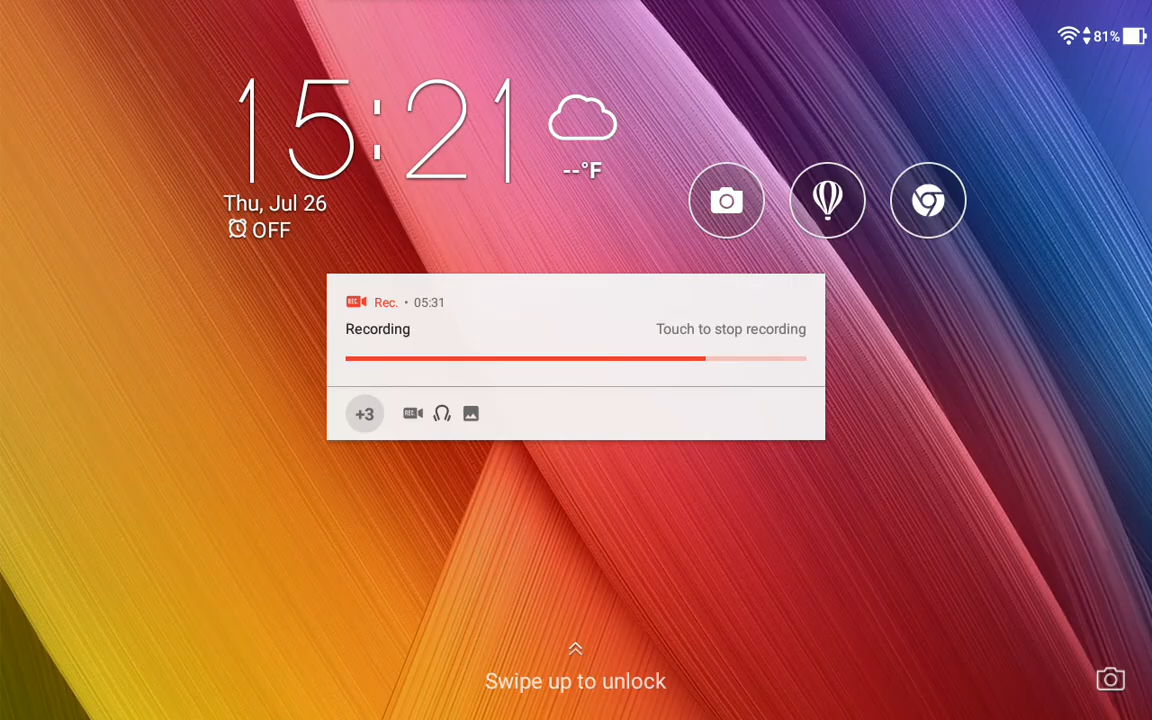 81%
15:21
--°F
Thu, Jul 26
OFF
REC Rec. • 05:31
Recording
Touch to stop recording
+3 REC
Swipe up to unlock